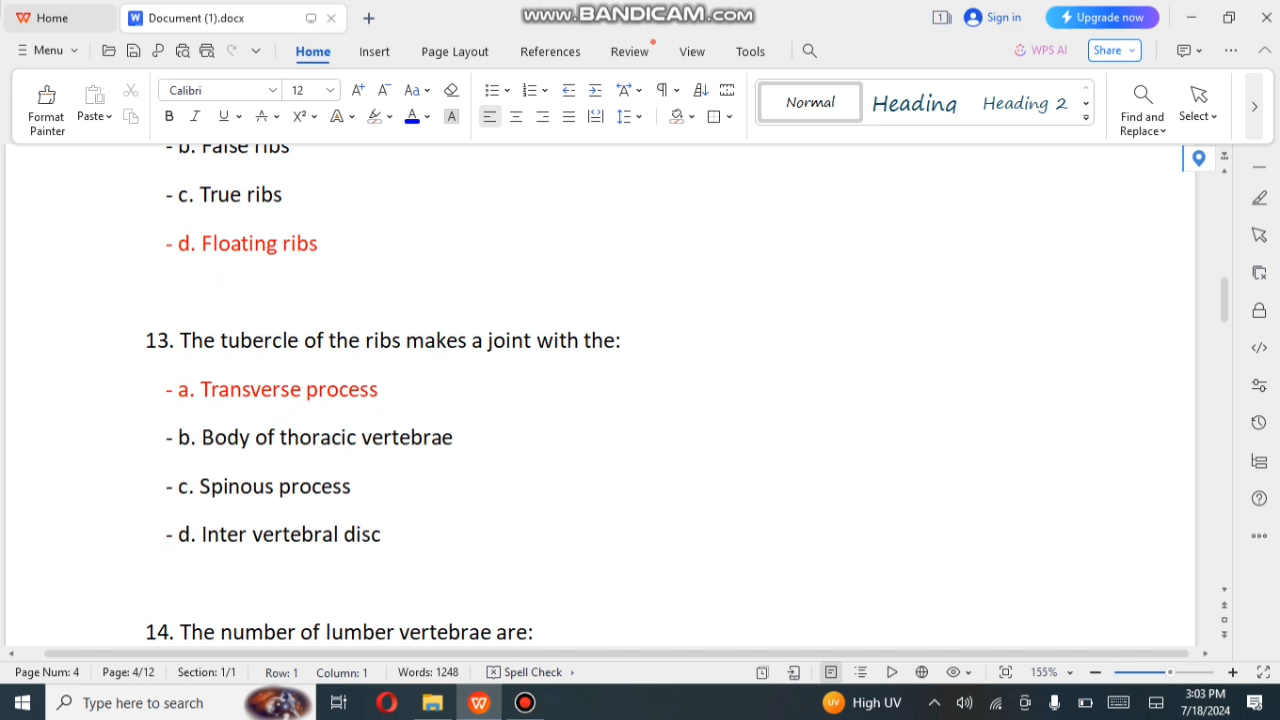 Home
Document (1).docx
www.BANDICAM.com
Sign in
Upgrade now
Menu
Home
Insert
Page Layout
References
Review
View
Tools
WPS AI
Share
Format Painter
Paste
Calibri
12
Normal
Heading
Heading 2
Find and Replace
Select
- b. False ribs
- c. True ribs
- d. Floating ribs
13. The tubercle of the ribs makes a joint with the:
- a. Transverse process
- b. Body of thoracic vertebrae
- c. Spinous process
- d. Inter vertebral disc
14. The number of lumber vertebrae are:
Page Num: 4
Page: 4/12
Section: 1/1
Row: 1
Column: 1
Words: 1248
Spell Check
155%
Type here to search
UV
High UV
3:03 PM
7/18/2024